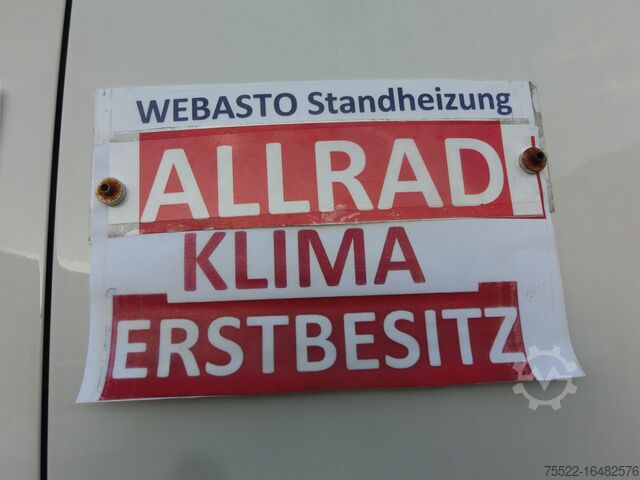 WEBASTO Standheizung
ALLRAD
KLIMA
ERSTBESITZ
75522-16482576